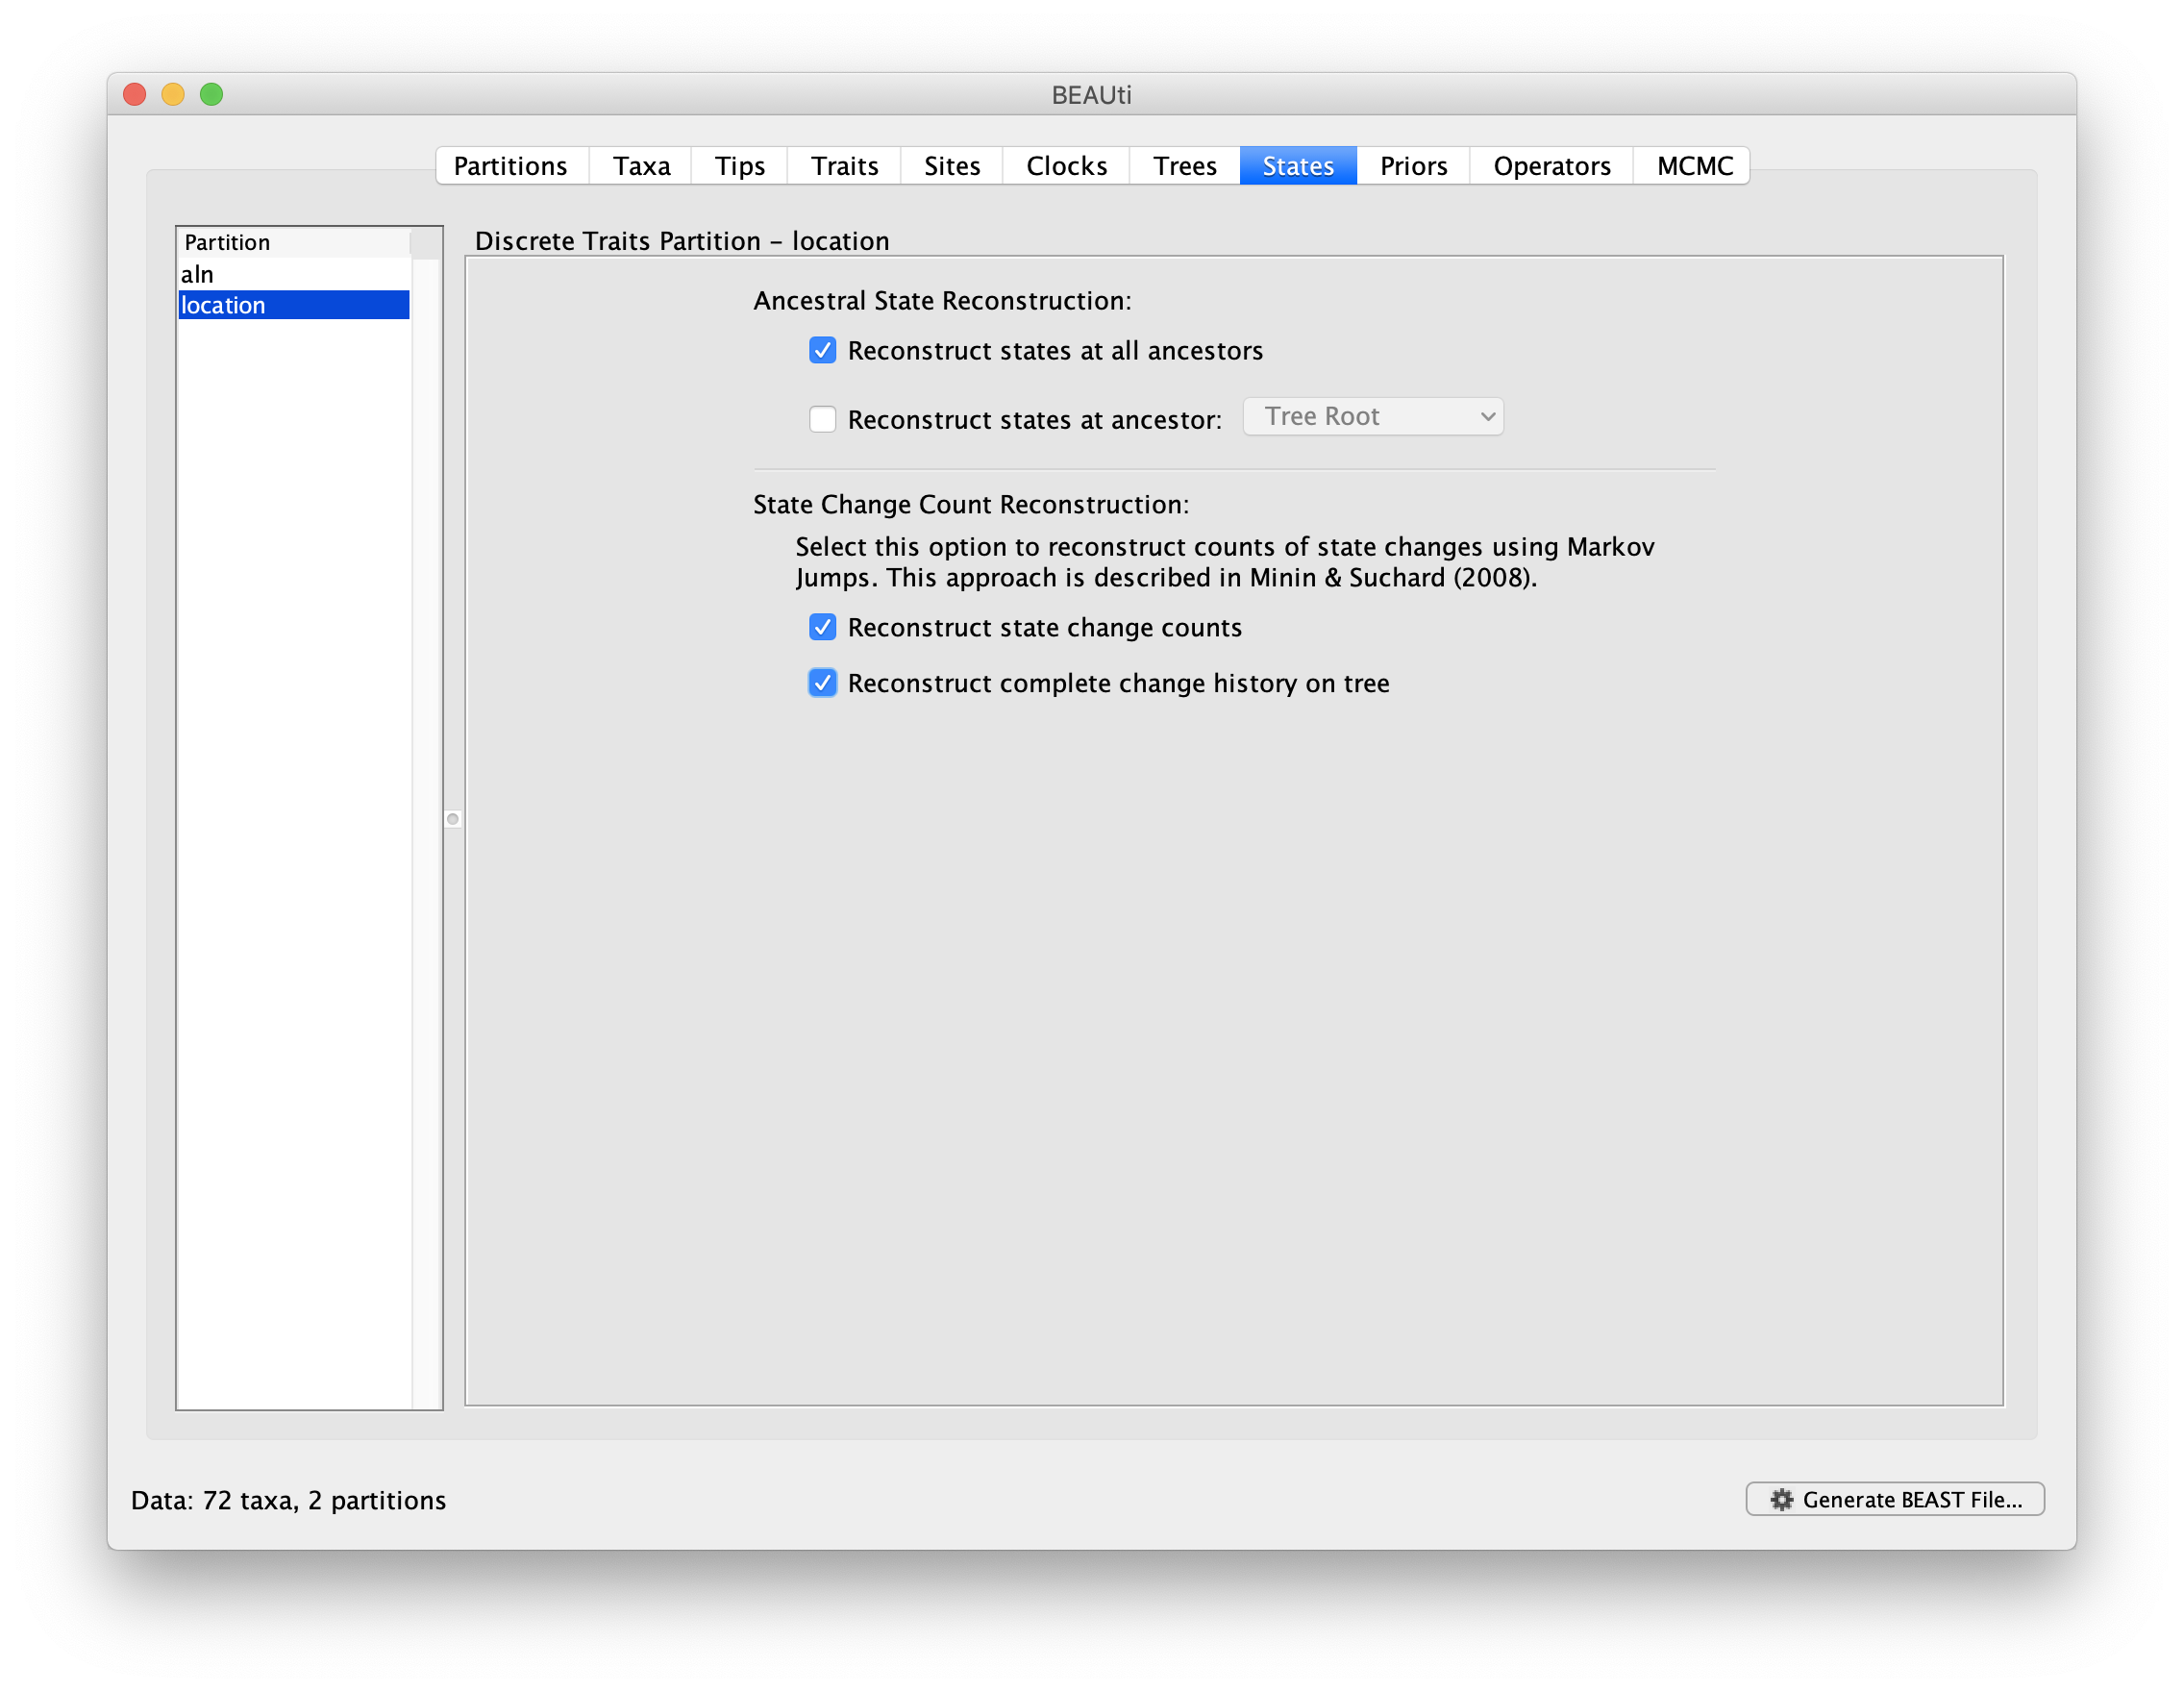 BEAUti
Partitions Taxa Tips Traits Sites Clocks Trees States Priors Operators MCMC
Partition
aln
location
Discrete Traits Partition – location
Ancestral State Reconstruction:
Reconstruct states at all ancestors
Reconstruct states at ancestor: Tree Root
State Change Count Reconstruction:
Select this option to reconstruct counts of state changes using Markov
Jumps. This approach is described in Minin & Suchard (2008).
Reconstruct state change counts
Reconstruct complete change history on tree
Data: 72 taxa, 2 partitions
Generate BEAST File...